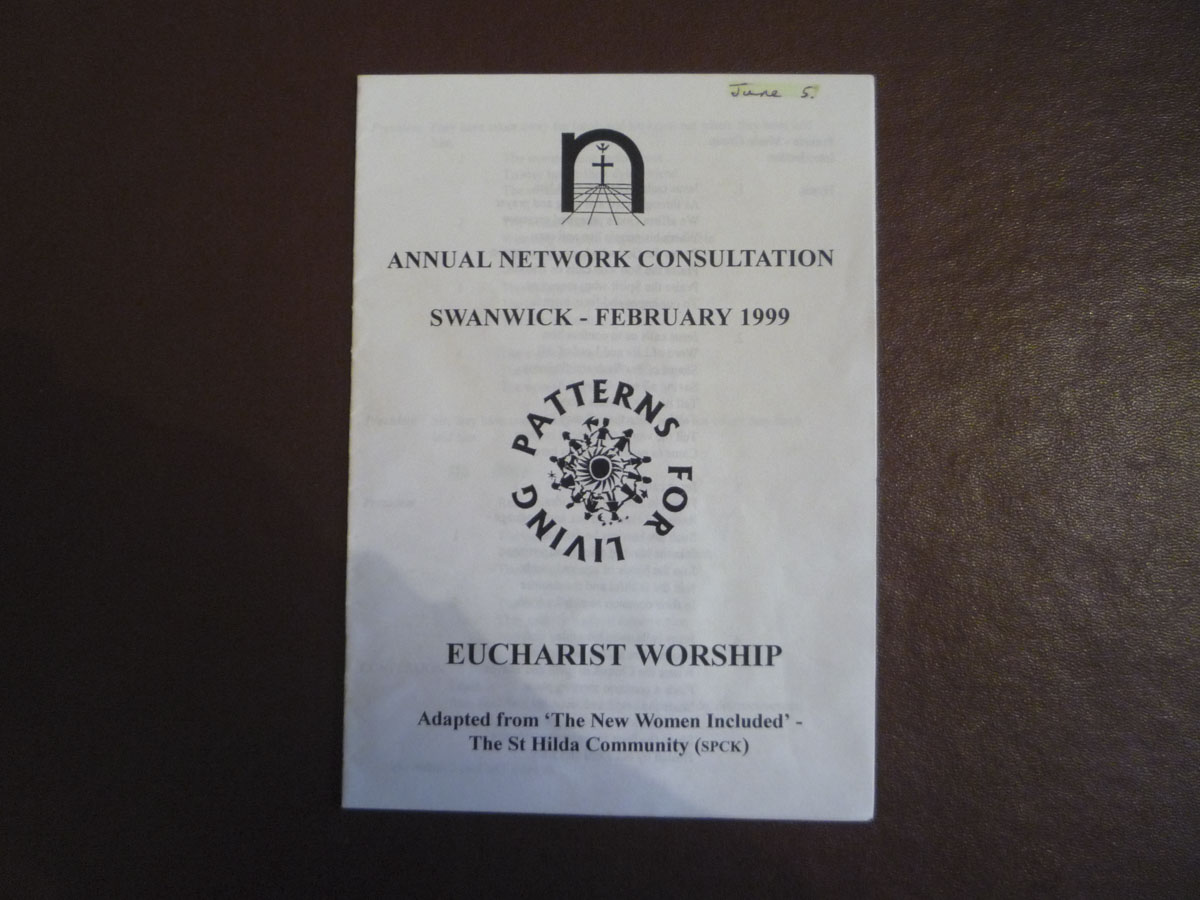 June 5.
n
ANNUAL NETWORK CONSULTATION
SWANWICK - FEBRUARY 1999
PATTERNS FOR LIVING
EUCHARIST WORSHIP
Adapted from ‘The New Women Included’ -
The St Hilda Community (SPCK)